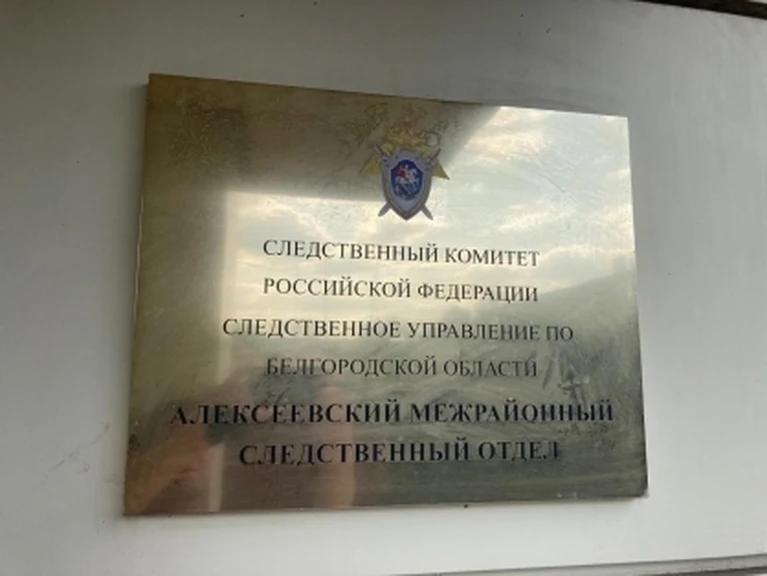 СЛЕДСТВЕННЫЙ КОМИТЕТ
РОССИЙСКОЙ ФЕДЕРАЦИИ
СЛЕДСТВЕННОЕ УПРАВЛЕНИЕ ПО
БЕЛГОРОДСКОЙ ОБЛАСТИ
АЛЕКСЕЕВСКИЙ МЕЖРАЙОННЫЙ
СЛЕДСТВЕННЫЙ ОТДЕЛ